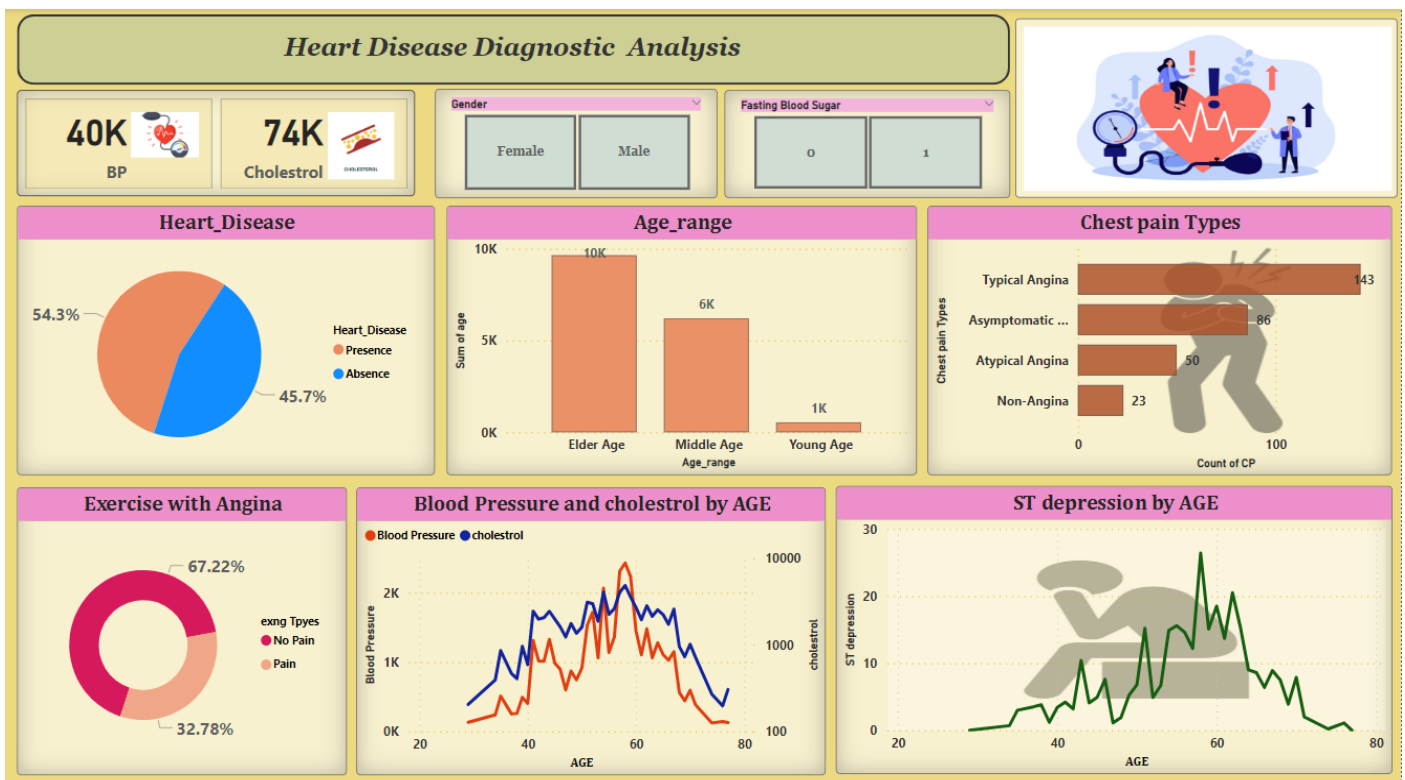 Heart Disease Diagnostic Analysis
40K
BP
74K
Cholestrol
CHOLESTEROL
Gender
Female
Male
Fasting Blood Sugar
0
1
Heart_Disease
54.3%
45.7%
Heart_Disease
Presence
Absence
Age_range
10K
5K
0K
Sum of age
10K
6K
1K
Elder Age
Middle Age
Young Age
Age_range
Chest pain Types
Chest pain Types
Typical Angina
143
Asymptomatic ...
86
Atypical Angina
50
Non-Angina
23
0
100
Count of CP
Exercise with Angina
67.22%
32.78%
exng Tpyes
No Pain
Pain
Blood Pressure and cholestrol by AGE
Blood Pressure
cholestrol
2K
1K
0K
Blood Pressure
10000
1000
100
cholestrol
20
40
60
80
AGE
ST depression by AGE
30
20
10
0
ST depression
20
40
60
80
AGE